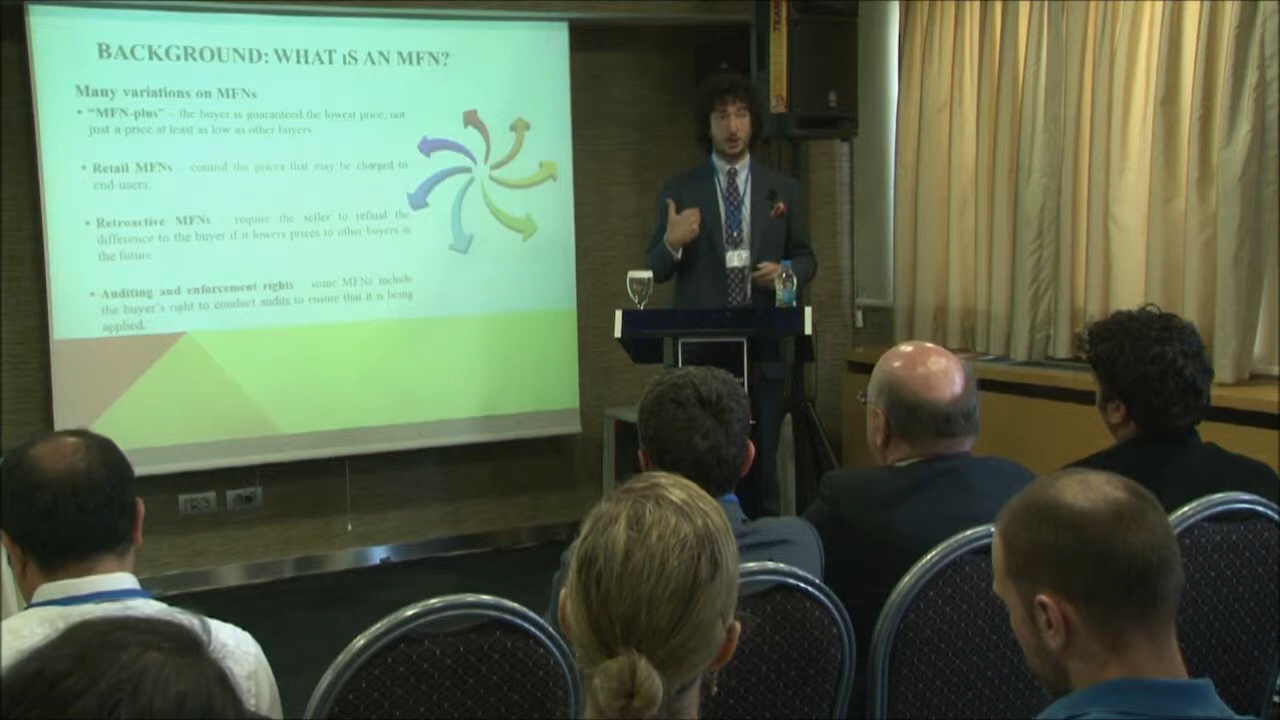 BACKGROUND: WHAT iS AN MFN?
Many variations on MFNs
• “MFN-plus” – the buyer is guaranteed the lowest price, not
just a price at least as low as other buyers
• Retail MFNs – control the prices that may be charged to
end-users.
• Retroactive MFNs – require the seller to refund the
difference to the buyer if it lowers prices to other buyers in
the future
• Auditing and enforcement rights – some MFNs include
the buyer's right to conduct audits to ensure that it is being
applied.
TEAM